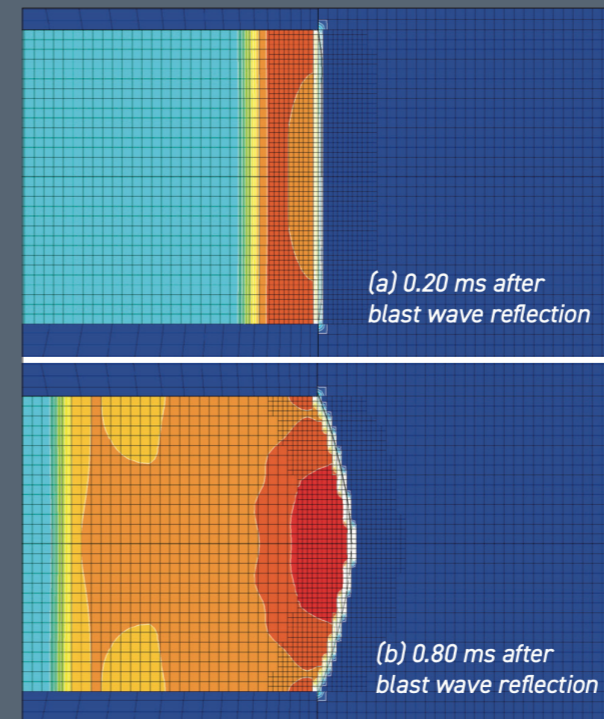 (a) 0.20 ms after
blast wave reflection
(b) 0.80 ms after
blast wave reflection